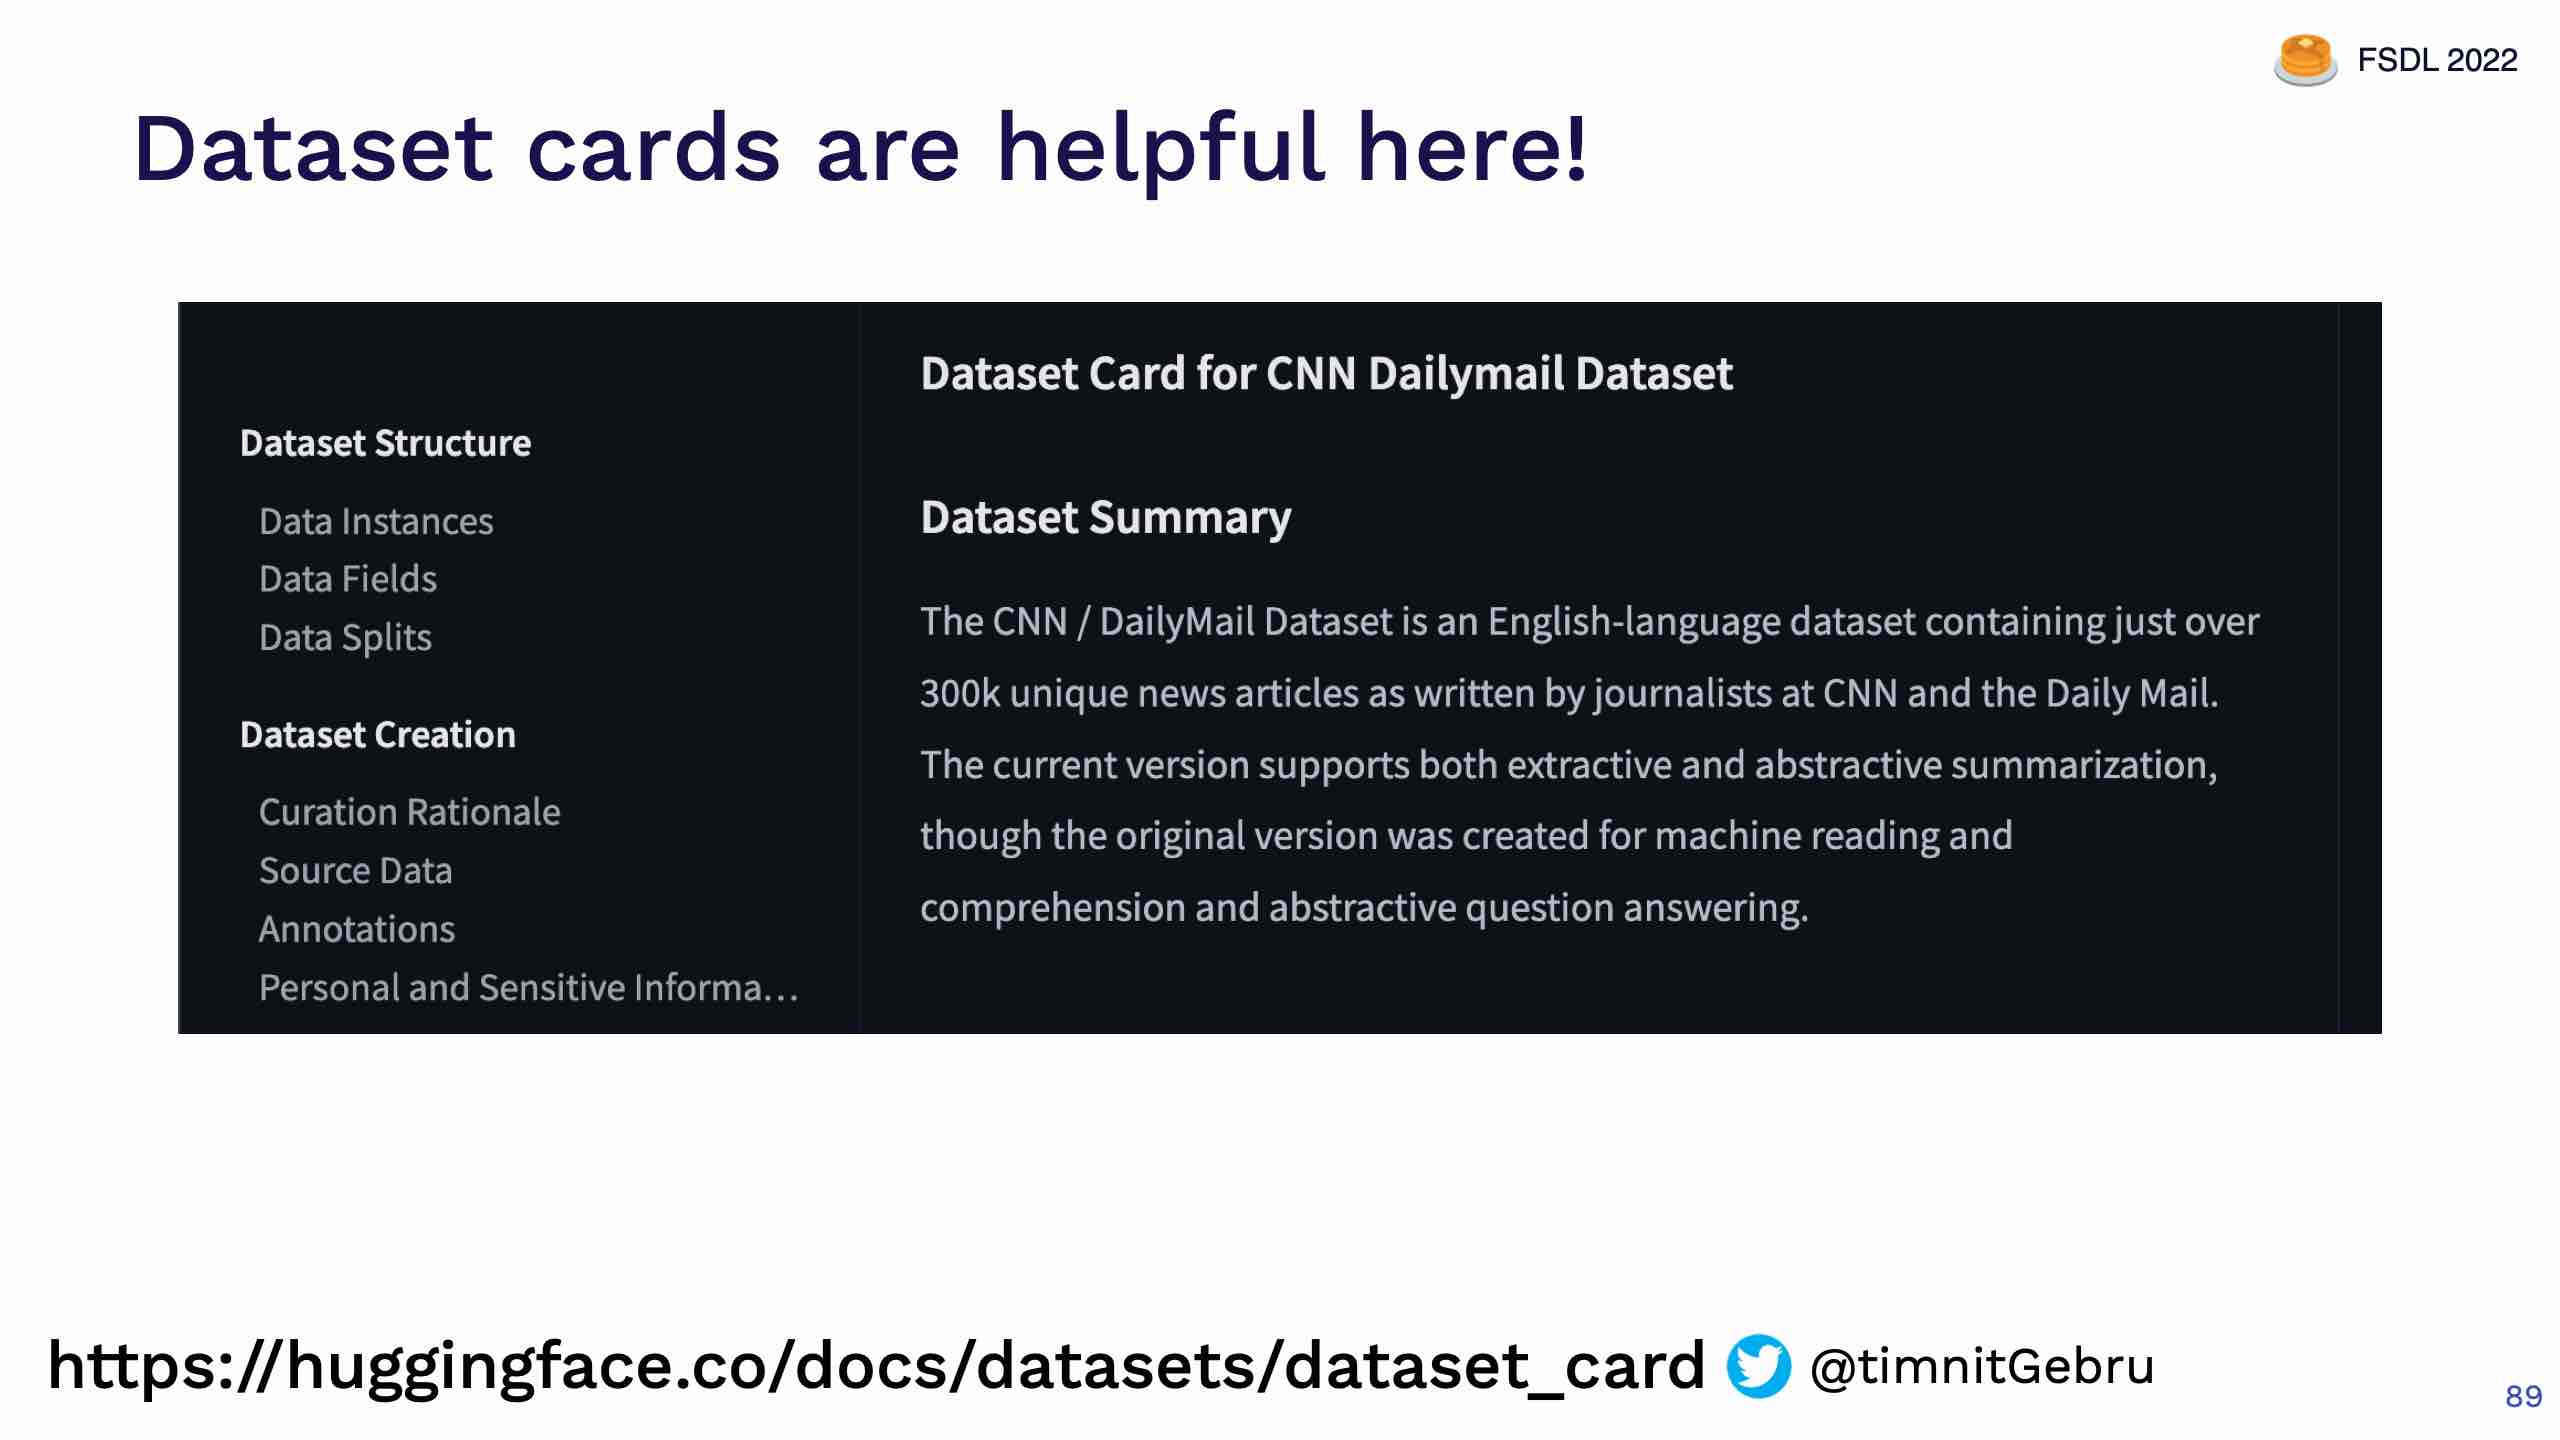 FSDL 2022
Dataset cards are helpful here!
Dataset Structure
Data Instances
Data Fields
Data Splits
Dataset Creation
Curation Rationale
Source Data
Annotations
Personal and Sensitive Informa...
Dataset Card for CNN Dailymail Dataset
Dataset Summary
The CNN / DailyMail Dataset is an English-language dataset containing just over
300k unique news articles as written by journalists at CNN and the Daily Mail.
The current version supports both extractive and abstractive summarization,
though the original version was created for machine reading and
comprehension and abstractive question answering.
https://huggingface.co/docs/datasets/dataset_card @timnitGebru
89